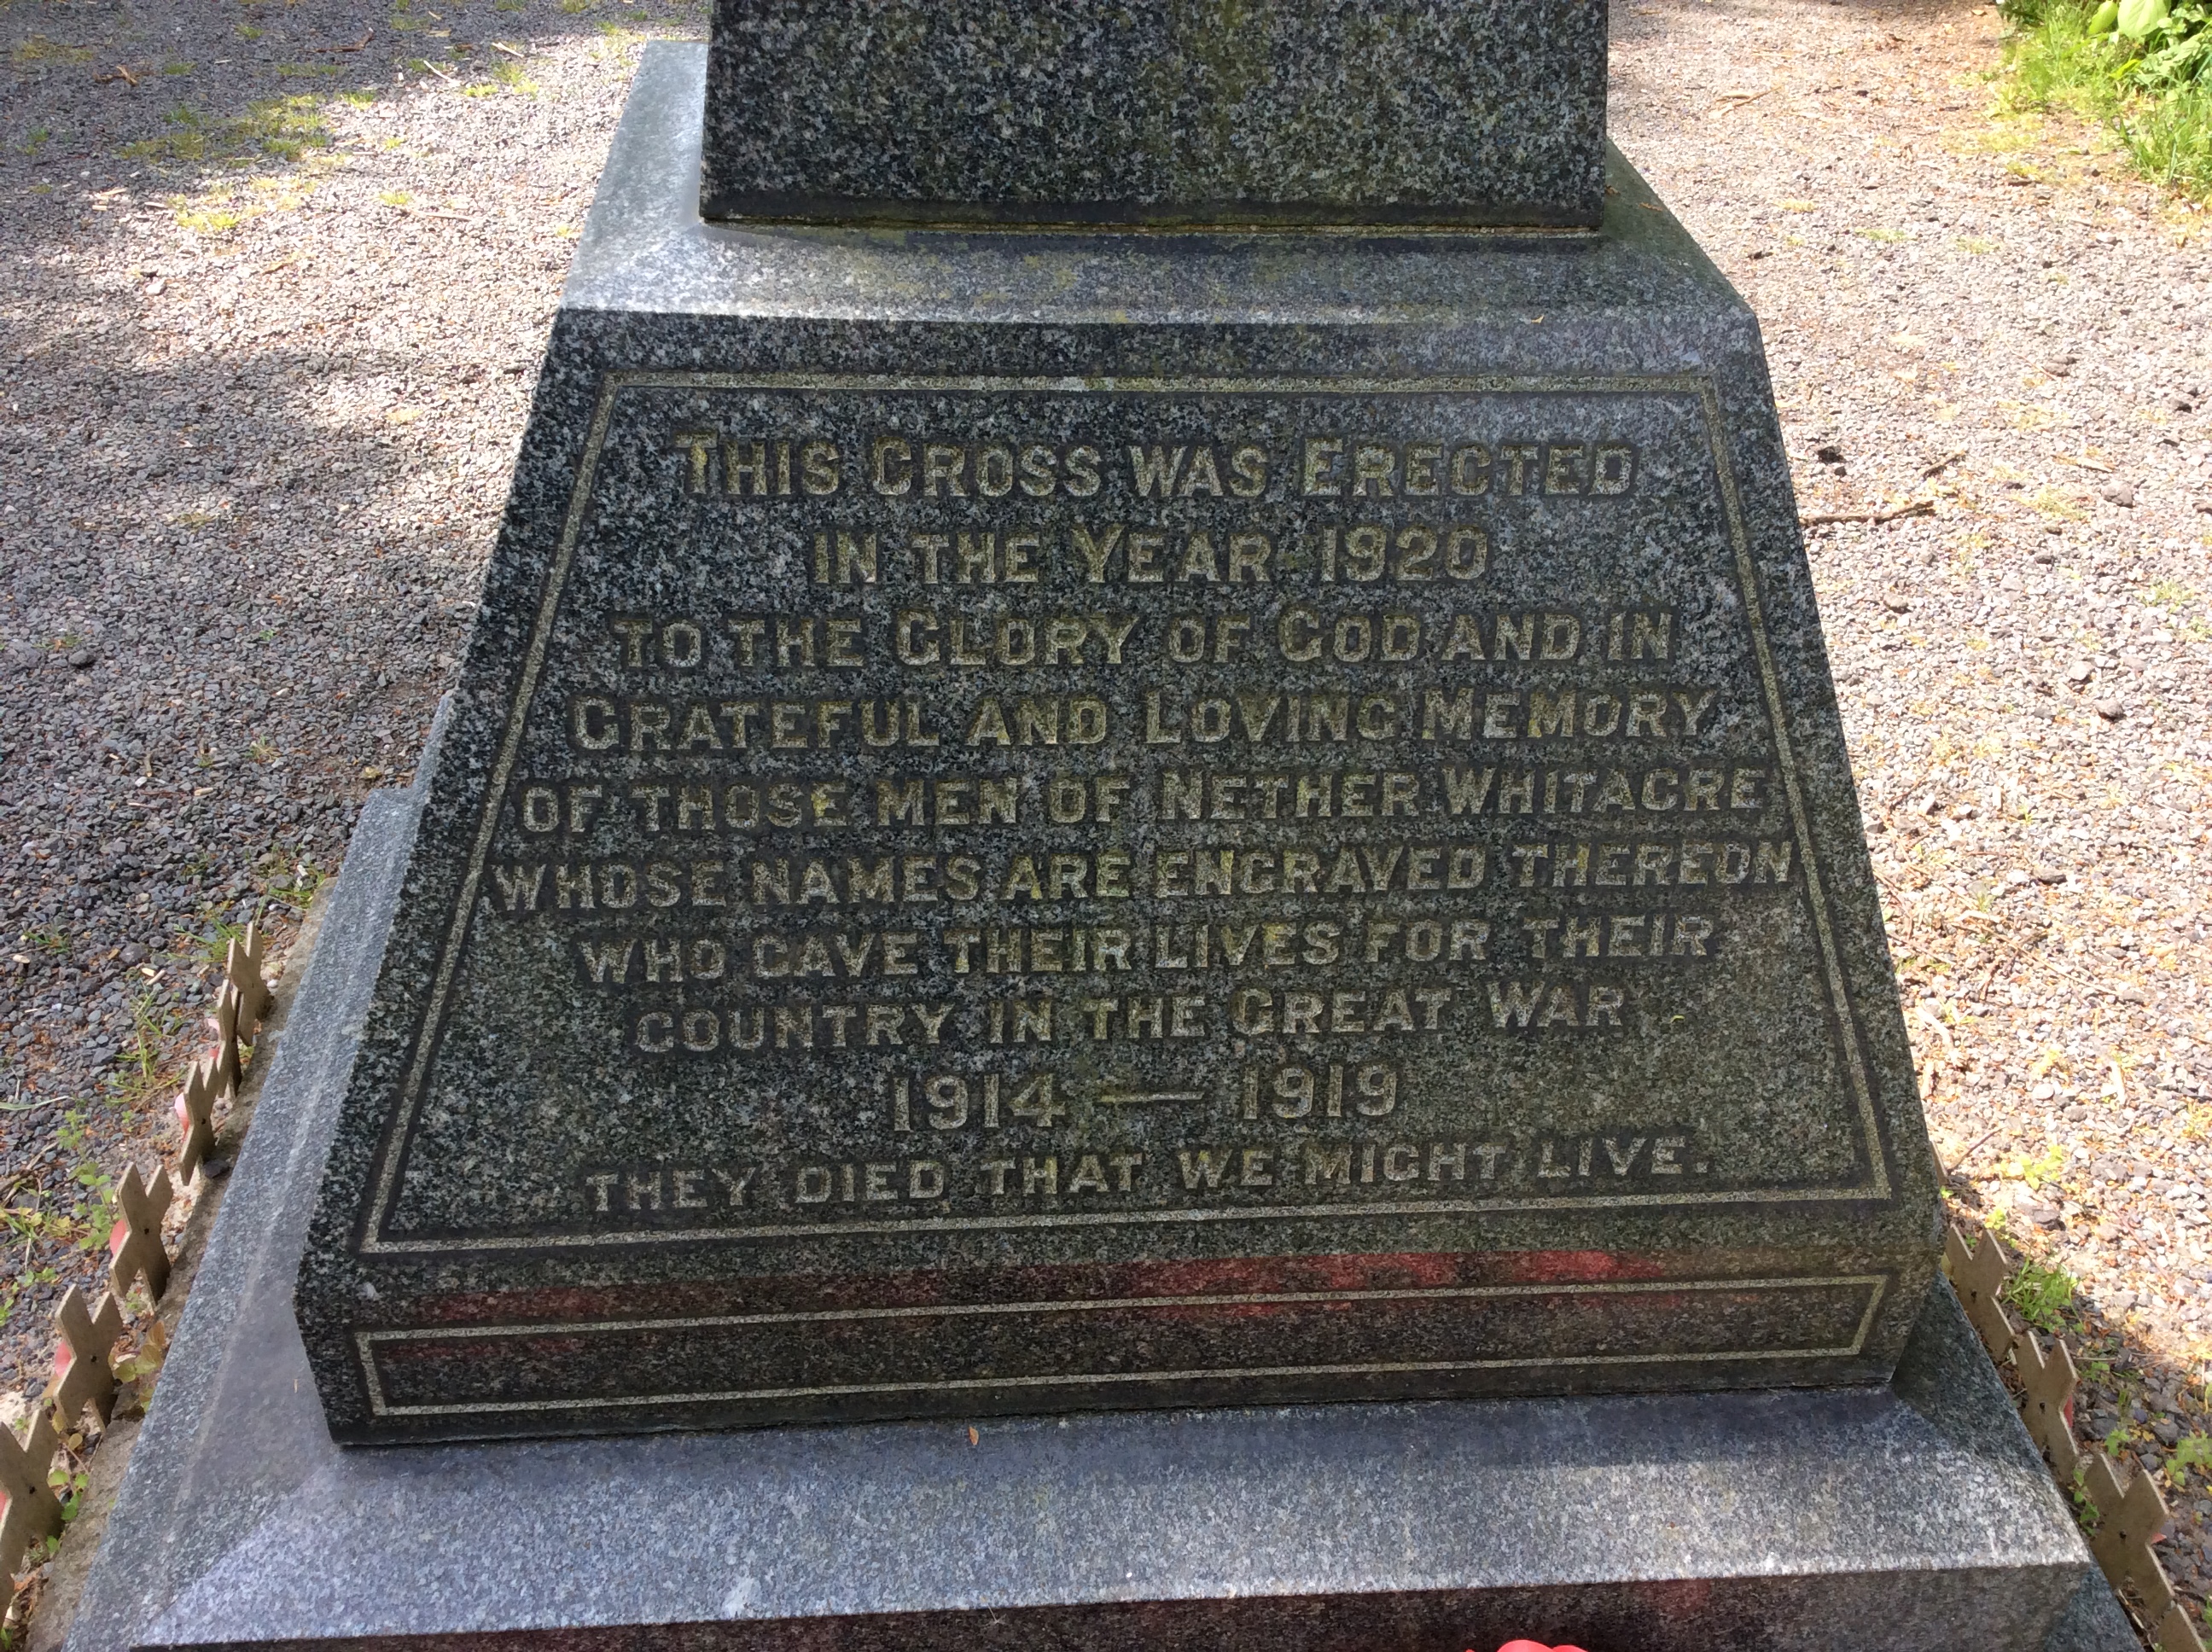 THIS CROSS WAS ERECTED
IN THE YEAR 1920
TO THE GLORY OF GOD AND IN
GRATEFUL AND LOVING MEMORY
OF THOSE MEN OF NETHER WHITACRE
WHOSE NAMES ARE ENGRAVED THEREON
WHO GAVE THEIR LIVES FOR THEIR
COUNTRY IN THE GREAT WAR
1914 — 1919
THEY DIED THAT WE MIGHT LIVE.